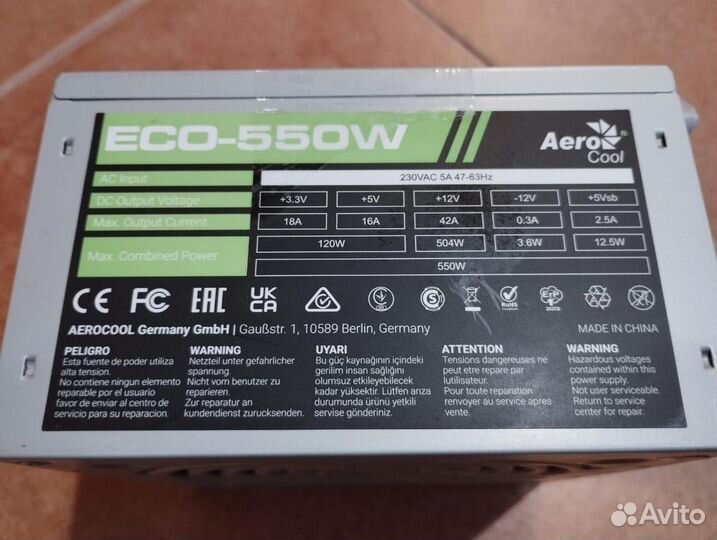 ECO-550W
Aero Cool
AC Input 230VAC 5A 47-63Hz
DC Output Voltage +3.3V +5V +12V -12V +5Vsb
Max. Output Current 18A 16A 42A 0.3A 2.5A
Max. Combined Power 120W 504W 3.6W 12.5W
550W
CE FC EAC UK CA RoHS ErP 2013
AEROCOOL Germany GmbH | Gaußstr. 1, 10589 Berlin, Germany
MADE IN CHINA
PELIGRO
Esta fuente de poder utiliza
alta tension.
No contiene ningun elemento
reparable por el usuario
favor de enviar al centro de
servicio para su reparacion.
WARNING
Netzteil unter gefahrlicher
spannung.
Nicht vom benutzer zu
reparieren.
Zur reparatur an
kundendienst zurucksenden.
UYARI
Bu güç kaynağının içindeki
gerilim insan sağlığını
olumsuz etkileyebilecek
kadar yüksektir. Lütfen arıza
durumunda ürünü yetkili
servise gönderiniz.
ATTENTION
Tensions dangereuses ne
peut etre repare par
l'utilisateur.
Pour toute reparation
renvoyer au service apres
vente.
WARNING
Hazardous voltages
contained within this
power supply.
Not user serviceable.
Return to service
center for repair.
Avito